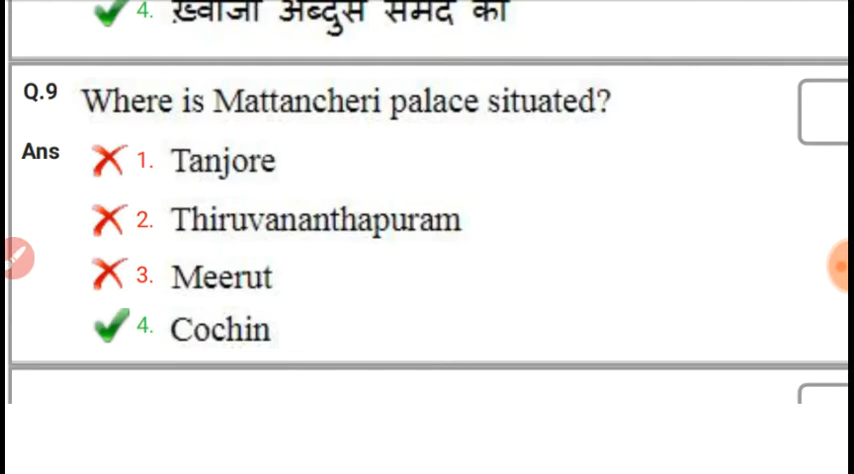 4. ख़्वाजा अब्दुस समद को
Q.9 Where is Mattancheri palace situated?
Ans 1. Tanjore
2. Thiruvananthapuram
3. Meerut
4. Cochin